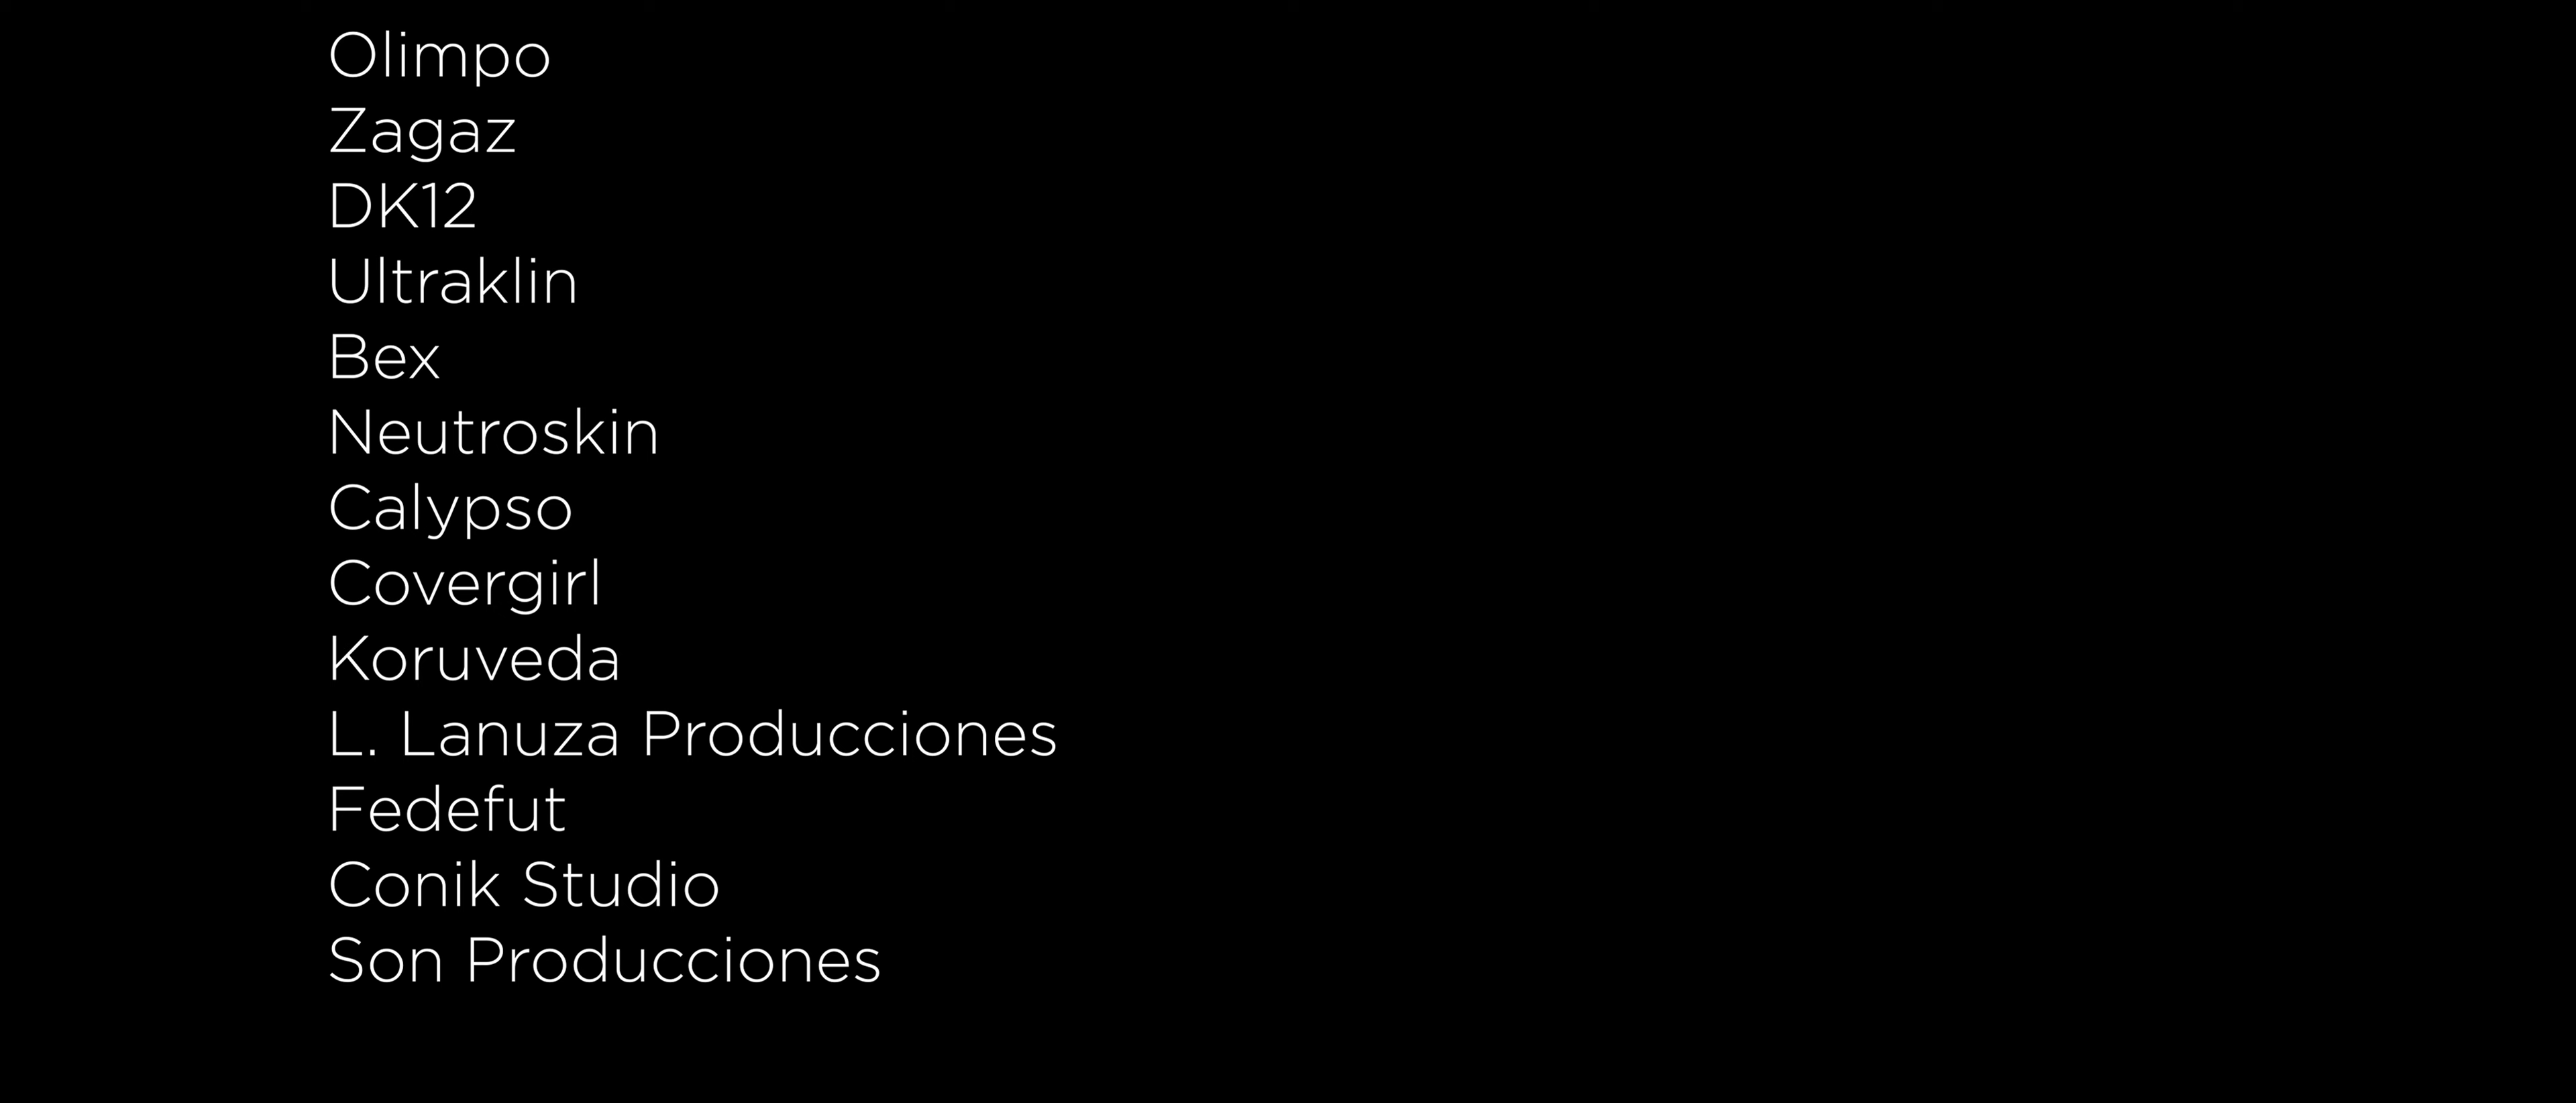 Olimpo
Zagaz
DK12
Ultraklin
Bex
Neutroskin
Calypso
Covergirl
Koruveda
L. Lanuza Producciones
Fedefut
Conik Studio
Son Producciones